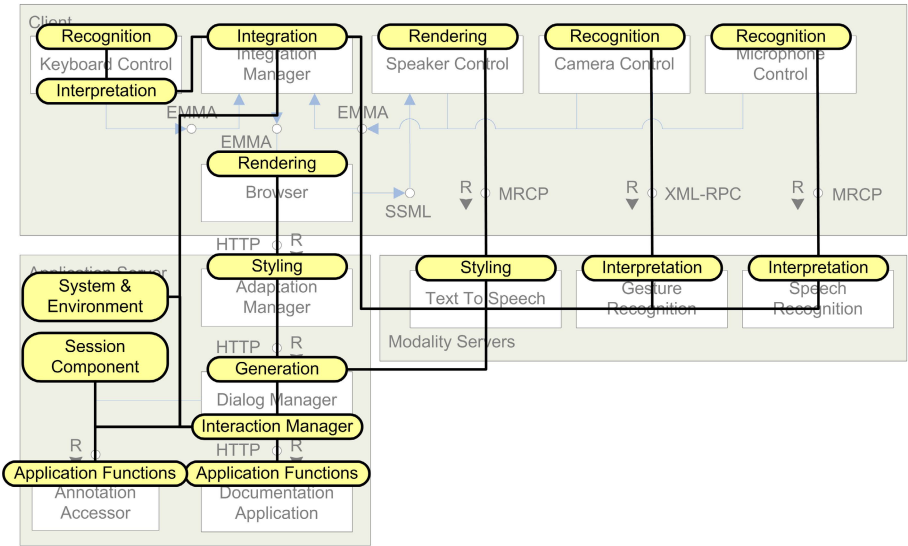 Client
Recognition
Keyboard Control
Interpretation
Integration
Integration
Manager
Rendering
Speaker Control
Recognition
Camera Control
Recognition
Microphone
Control
EMMA
EMMA
EMMA
Rendering
Browser
SSML
R
MRCP
R
XML-RPC
R
MRCP
HTTP
R
Application Server
System &
Environment
Styling
Adaptation
Manager
Styling
Text To Speech
Interpretation
Gesture
Recognition
Interpretation
Speech
Recognition
Modality Servers
HTTP
R
Session
Component
Generation
Dialog Manager
Interaction Manager
R
HTTP
R
Application Functions
Annotation
Accessor
Application Functions
Documentation
Application